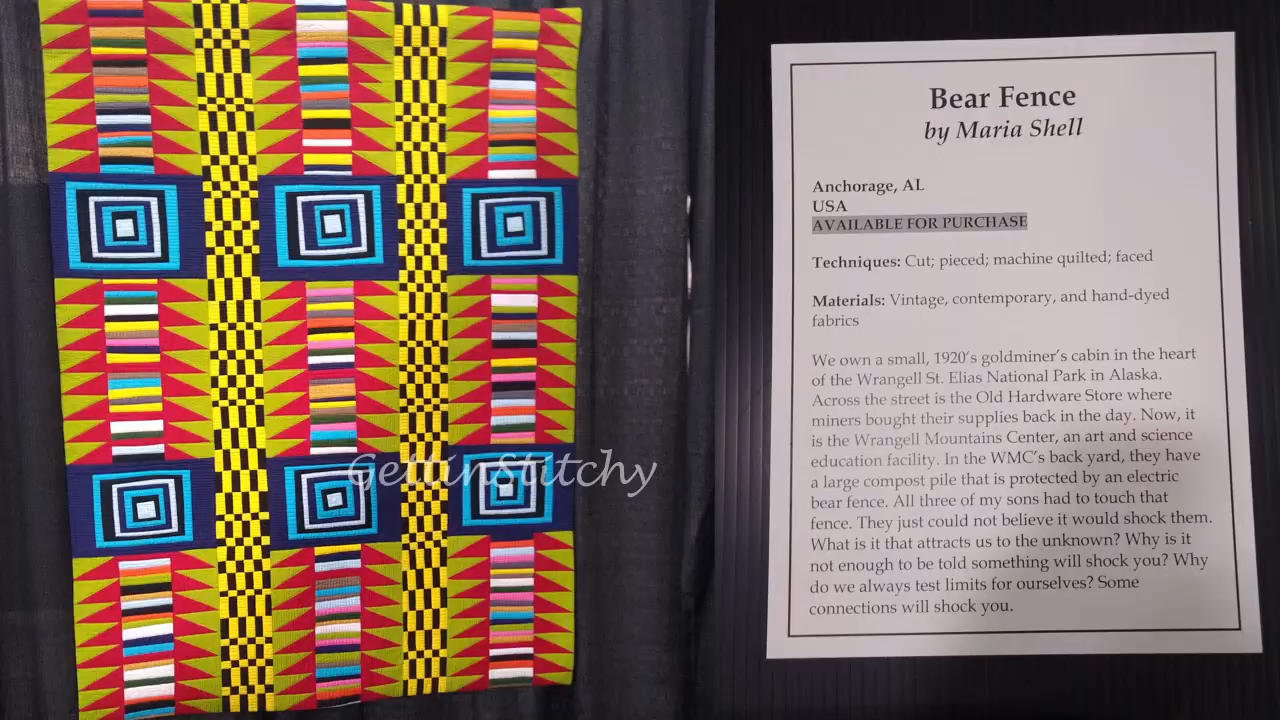 GettinStitchy
Bear Fence
by Maria Shell
Anchorage, AL
USA
AVAILABLE FOR PURCHASE
Techniques: Cut; pieced; machine quilted; faced
Materials: Vintage, contemporary, and hand-dyed
fabrics
We own a small, 1920's goldminer's cabin in the heart
of the Wrangell St. Elias National Park in Alaska.
Across the street is the Old Hardware Store where
miners bought their supplies back in the day. Now, it
is the Wrangell Mountains Center, an art and science
education facility. In the WMC's back yard, they have
a large compost pile that is protected by an electric
bear fence. All three of my sons had to touch that
fence. They just could not believe it would shock them.
What is it that attracts us to the unknown? Why is it
not enough to be told something will shock you? Why
do we always test limits for ourselves? Some
connections will shock you.